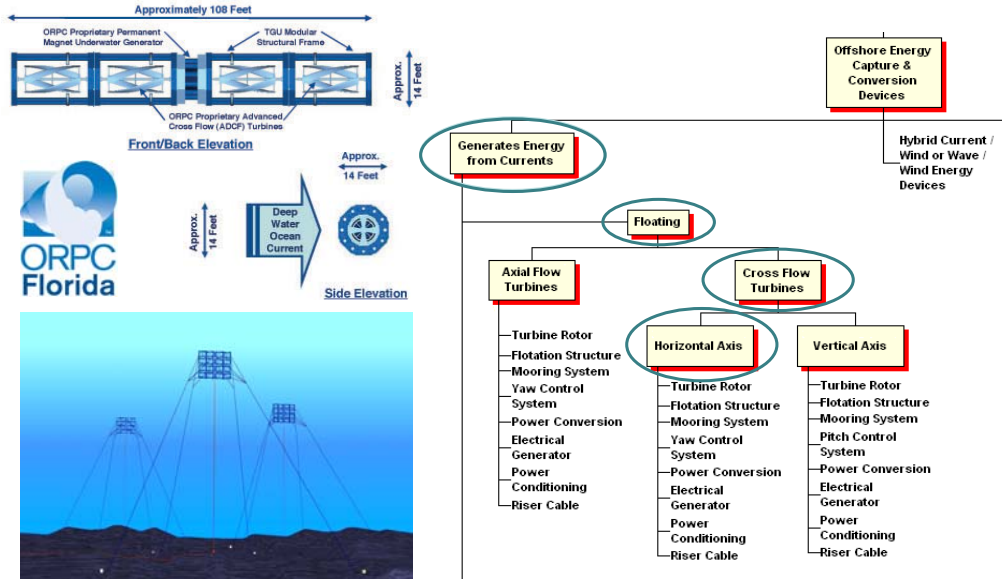 Approximately 108 Feet
ORPC Proprietary Permanent
Magnet Underwater Generator
TGU Modular
Structural Frame
Approx.
14 Feet
ORPC Proprietary Advanced
Cross Flow (ADCF) Turbines
Front/Back Elevation
Approx.
14 Feet
Approx.
14 Feet
Deep
Water
Ocean
Current
Side Elevation
ORPC
Florida
Offshore Energy
Capture &
Conversion
Devices
Hybrid Current /
Wind or Wave /
Wind Energy
Devices
Generates Energy
from Currents
Floating
Axial Flow
Turbines
Turbine Rotor
Flotation Structure
Mooring System
Yaw Control
System
Power Conversion
Electrical
Generator
Power
Conditioning
Riser Cable
Cross Flow
Turbines
Horizontal Axis
Turbine Rotor
Flotation Structure
Mooring System
Yaw Control
System
Power Conversion
Electrical
Generator
Power
Conditioning
Riser Cable
Vertical Axis
Turbine Rotor
Flotation Structure
Mooring System
Pitch Control
System
Power Conversion
Electrical
Generator
Power
Conditioning
Riser Cable